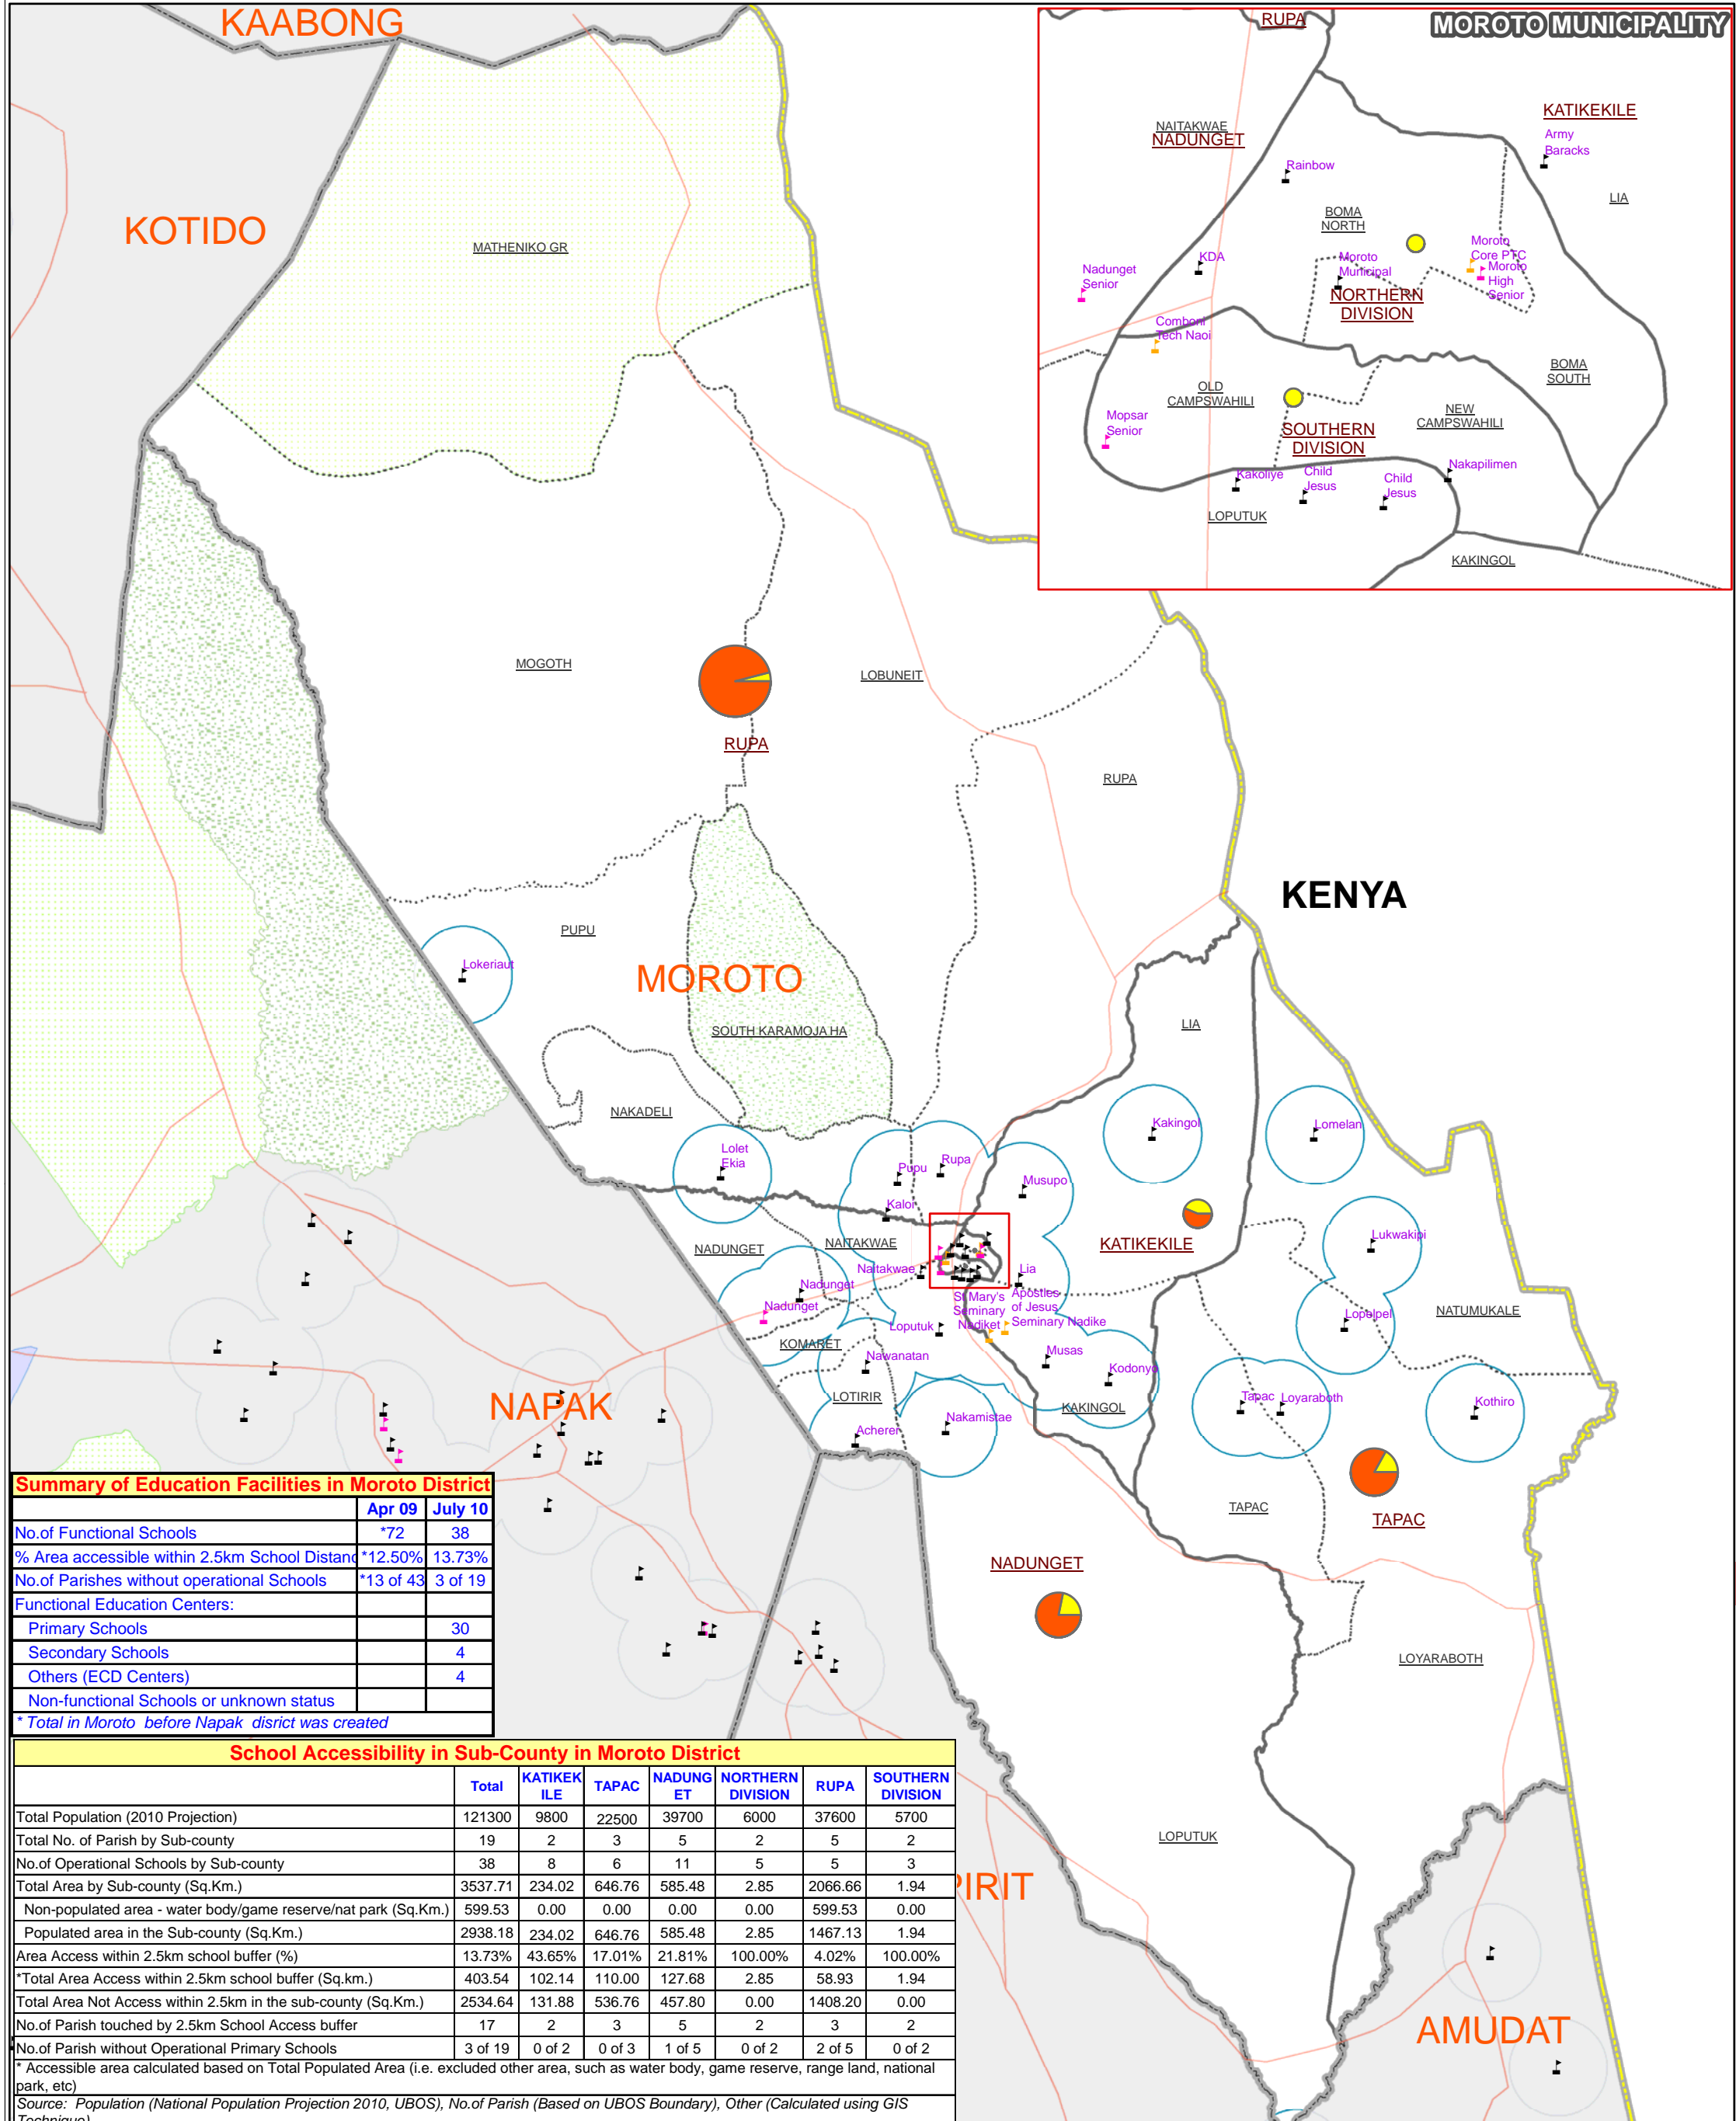 KAABONG
KOTIDO
MATHENIKO GR
MOROTO MUNICIPALITY
RUPA
KATIKEKILE
Army
Baracks
NAITAKWAE
NADUNGET
Rainbow
LIA
BOMA
NORTH
Moroto
Core PTC
KDA
Moroto
Municipal
Moroto
High
Senior
Nadunget
Senior
NORTHERN
DIVISION
Comboni
Tech Naoi
BOMA
SOUTH
OLD
CAMPSWAHILI
NEW
CAMPSWAHILI
Mopsar
Senior
SOUTHERN
DIVISION
Nakapilimen
Kakoliye
Child
Jesus
Child
Jesus
LOPUTUK
KAKINGOL
MOGOTH
LOBUNEIT
RUPA
RUPA
KENYA
PUPU
Lokeriaut
MOROTO
SOUTH KARAMOJA HA
LIA
NAKADELI
Kakingol
Lomelan
Lolet
Ekia
Pupu
Rupa
Musupo
Kalor
Lukwakipi
NADUNGET
NAITAKWAE
KATIKEKILE
Naitakwae
Lia
Nadunget
Nadunget
St Mary's
Seminary
Nadiket
Apostles
of Jesus
Seminary Nadike
Lopelpel
NATUMUKALE
Loputuk
KOMARET
Nawanatan
Musas
Kodonyo
LOTIRIR
KAKINGOL
Tapac
Loyaraboth
Kothiro
NAPAK
Acherer
Nakamistae
TAPAC
TAPAC
NADUNGET
LOYARABOTH
LOPUTUK
PIRIT
AMUDAT
Summary of Education Facilities in Moroto District
Apr 09 July 10
No.of Functional Schools *72 38
% Area accessible within 2.5km School Distanc *12.50% 13.73%
No.of Parishes without operational Schools *13 of 43 3 of 19
Functional Education Centers:
Primary Schools 30
Secondary Schools 4
Others (ECD Centers) 4
Non-functional Schools or unknown status
* Total in Moroto before Napak disrict was created
School Accessibility in Sub-County in Moroto District
Total KATIKEK ILE TAPAC NADUNG ET NORTHERN DIVISION RUPA SOUTHERN DIVISION
Total Population (2010 Projection) 121300 9800 22500 39700 6000 37600 5700
Total No. of Parish by Sub-county 19 2 3 5 2 5 2
No.of Operational Schools by Sub-county 38 8 6 11 5 5 3
Total Area by Sub-county (Sq.Km.) 3537.71 234.02 646.76 585.48 2.85 2066.66 1.94
Non-populated area - water body/game reserve/nat park (Sq.Km.) 599.53 0.00 0.00 0.00 0.00 599.53 0.00
Populated area in the Sub-county (Sq.Km.) 2938.18 234.02 646.76 585.48 2.85 1467.13 1.94
Area Access within 2.5km school buffer (%) 13.73% 43.65% 17.01% 21.81% 100.00% 4.02% 100.00%
*Total Area Access within 2.5km school buffer (Sq.km.) 403.54 102.14 110.00 127.68 2.85 58.93 1.94
Total Area Not Access within 2.5km in the sub-county (Sq.Km.) 2534.64 131.88 536.76 457.80 0.00 1408.20 0.00
No.of Parish touched by 2.5km School Access buffer 17 2 3 5 2 3 2
No.of Parish without Operational Primary Schools 3 of 19 0 of 2 0 of 3 1 of 5 0 of 2 2 of 5 0 of 2
* Accessible area calculated based on Total Populated Area (i.e. excluded other area, such as water body, game reserve, range land, national
park, etc)
Source: Population (National Population Projection 2010, UBOS), No.of Parish (Based on UBOS Boundary), Other (Calculated using GIS
Technique)